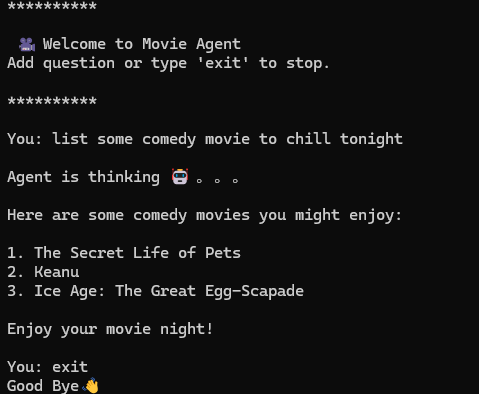 **********
🎥 Welcome to Movie Agent
Add question or type 'exit' to stop.
**********
You: list some comedy movie to chill tonight
Agent is thinking 🤖 。。。
Here are some comedy movies you might enjoy:
1. The Secret Life of Pets
2. Keanu
3. Ice Age: The Great Egg-Scapade
Enjoy your movie night!
You: exit
Good Bye👋